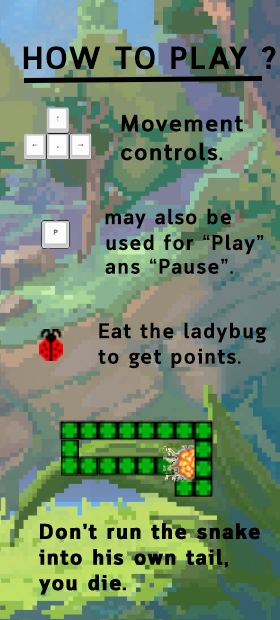 HOW TO PLAY ?
↑
← . →
Movement
controls.
P
may also be
used for “Play”
ans “Pause”.
Eat the ladybug
to get points.
Don't run the snake
into his own tail,
you die.